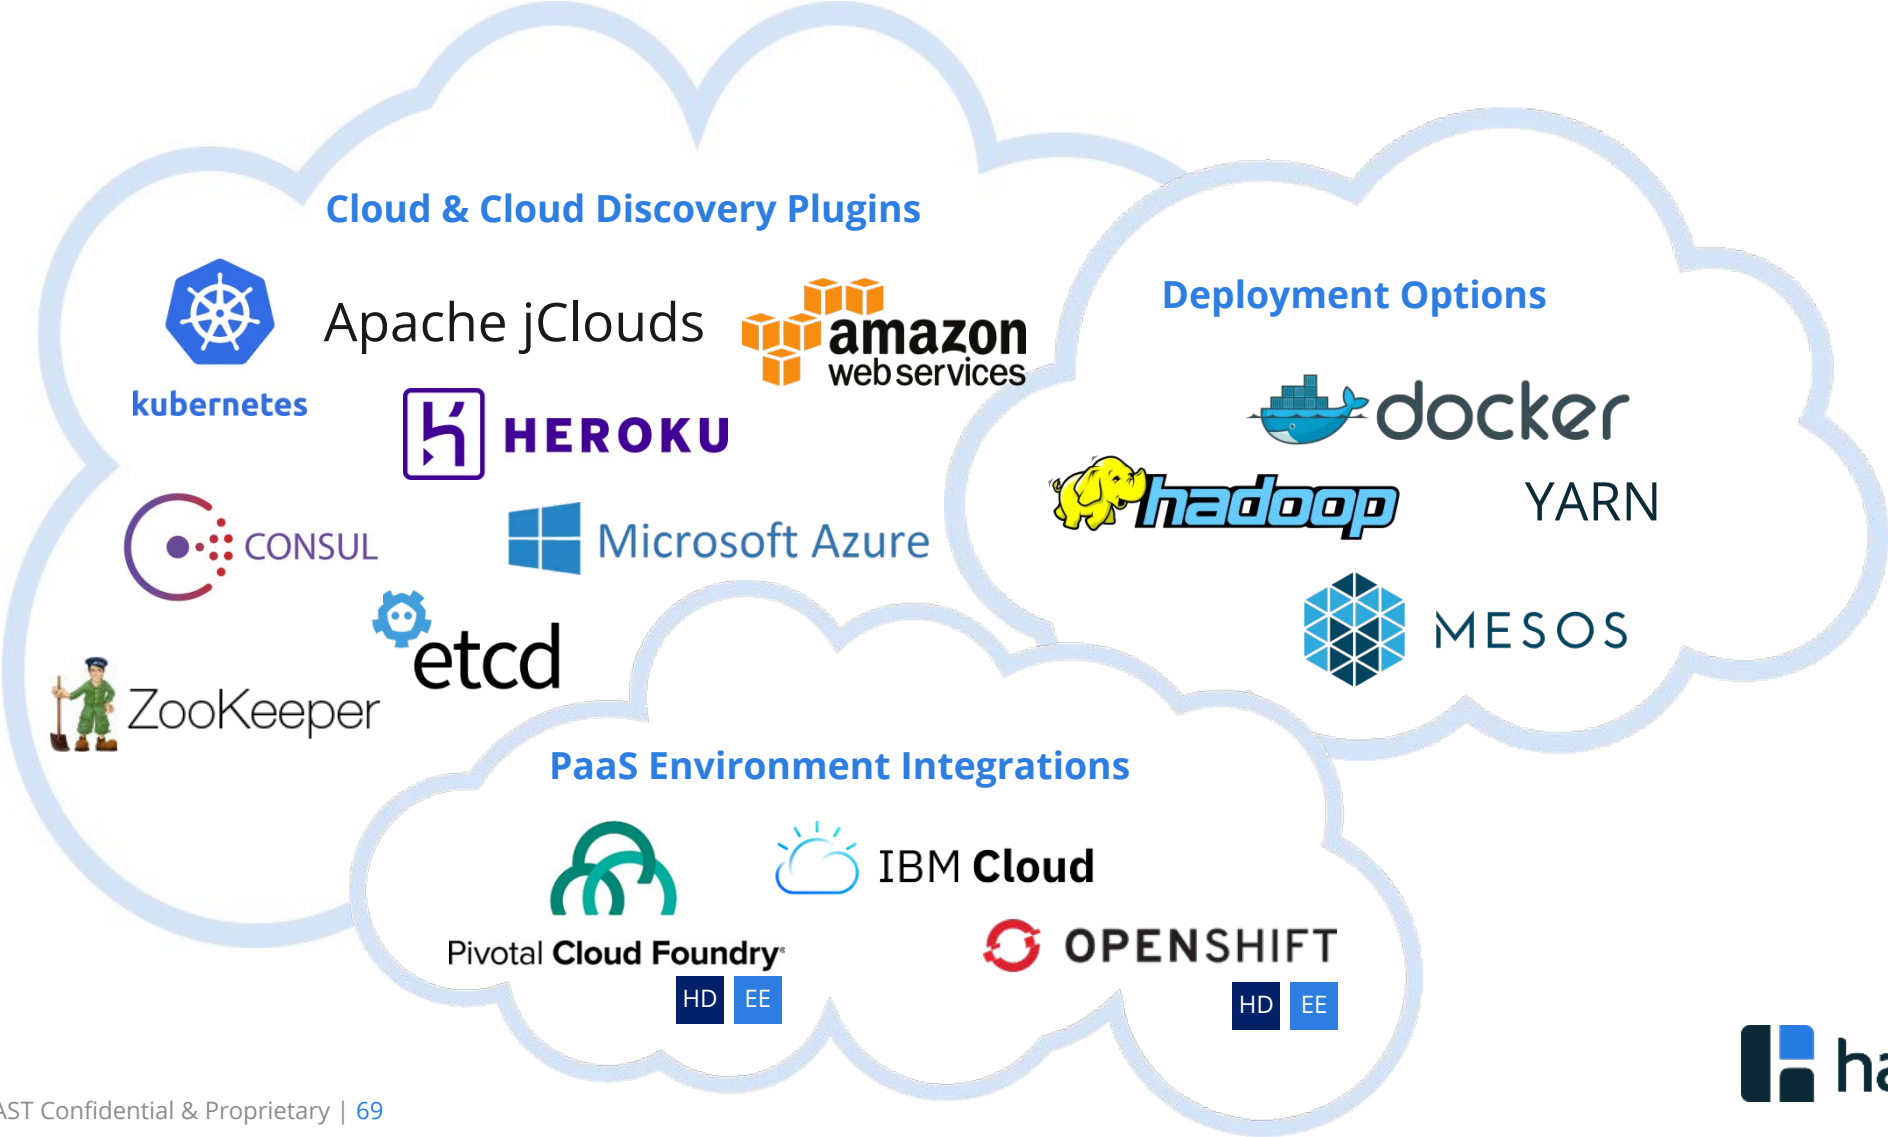 Cloud & Cloud Discovery Plugins
kubernetes
Apache jClouds
amazon
web services
HEROKU
CONSUL
Microsoft Azure
etcd
ZooKeeper
Deployment Options
docker
hadoop
YARN
MESOS
PaaS Environment Integrations
Pivotal Cloud Foundry
HD EE
IBM Cloud
OPENSHIFT
HD EE
AST Confidential & Proprietary | 69
ha